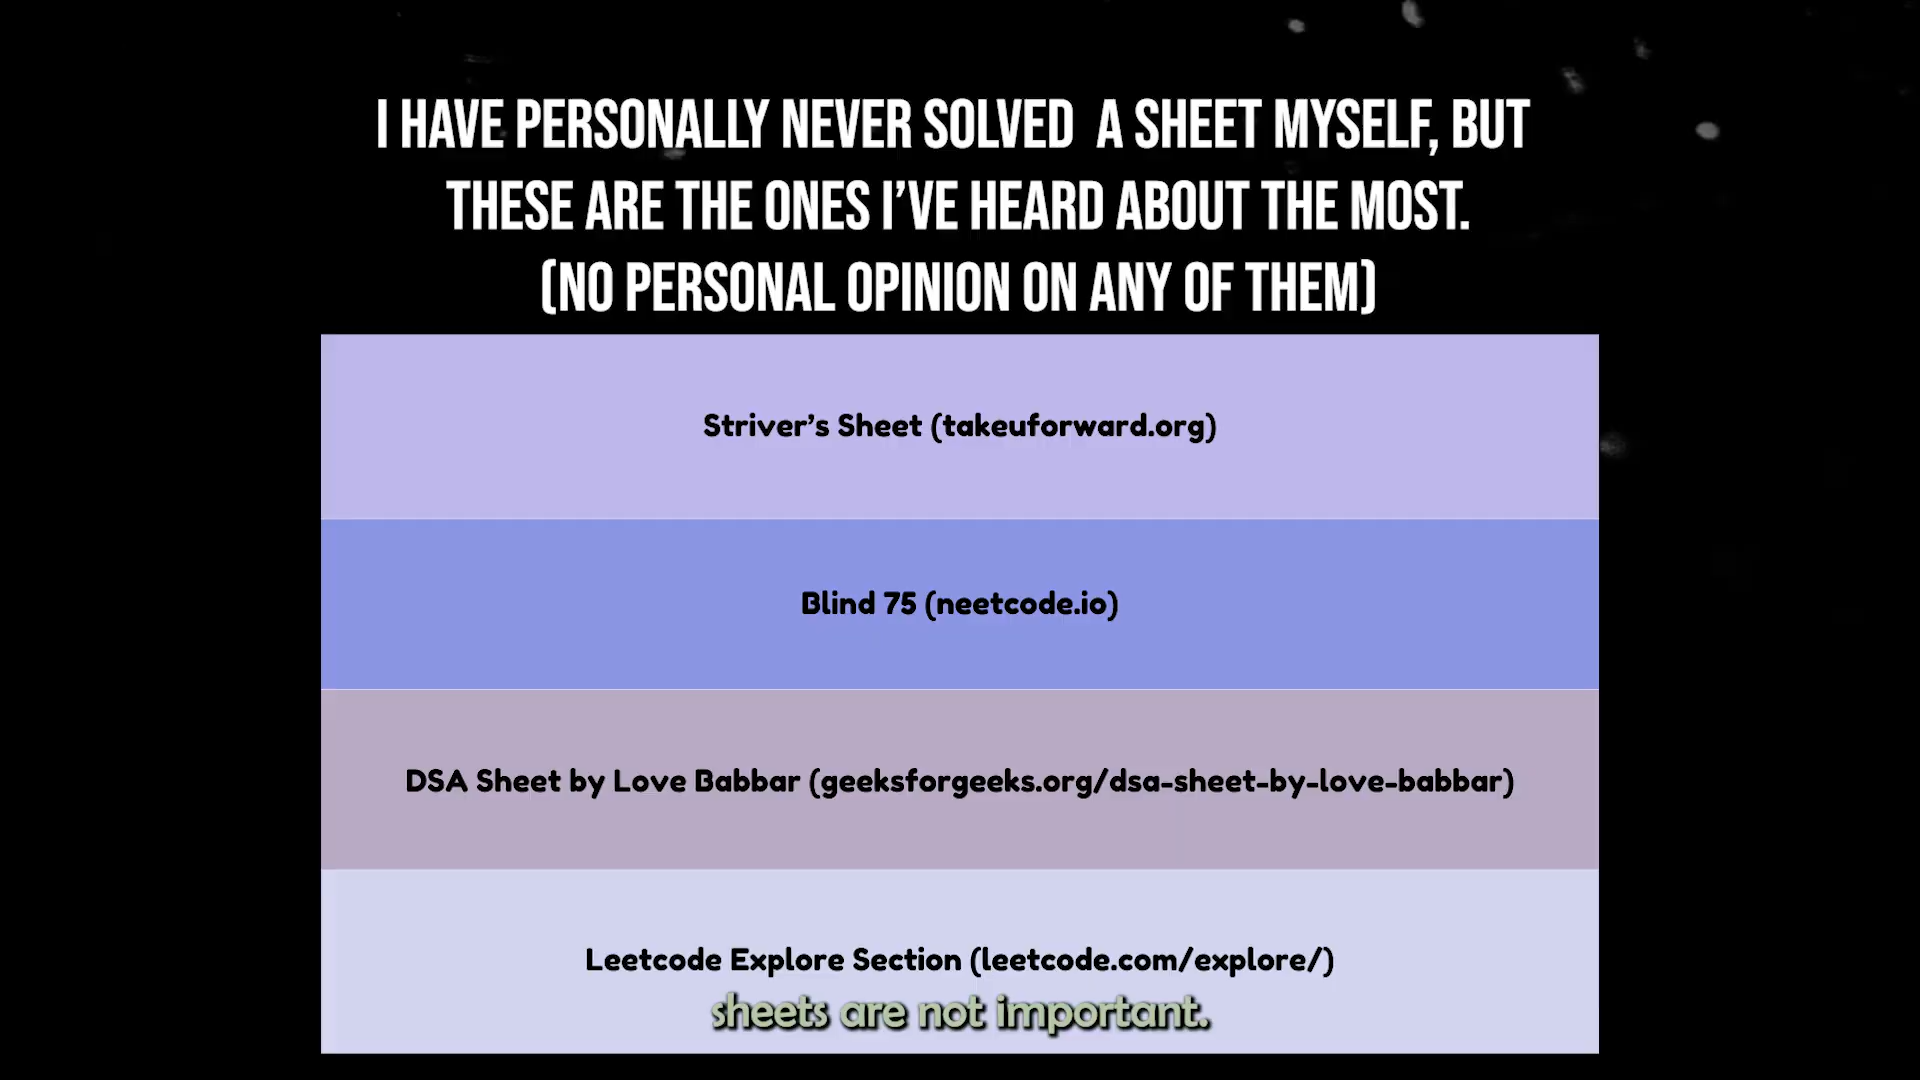 I HAVE PERSONALLY NEVER SOLVED A SHEET MYSELF, BUT
THESE ARE THE ONES I'VE HEARD ABOUT THE MOST.
(NO PERSONAL OPINION ON ANY OF THEM)
Striver's Sheet (takeuforward.org)
Blind 75 (neetcode.io)
DSA Sheet by Love Babbar (geeksforgeeks.org/dsa-sheet-by-love-babbar)
Leetcode Explore Section (leetcode.com/explore/)
sheets are not important.